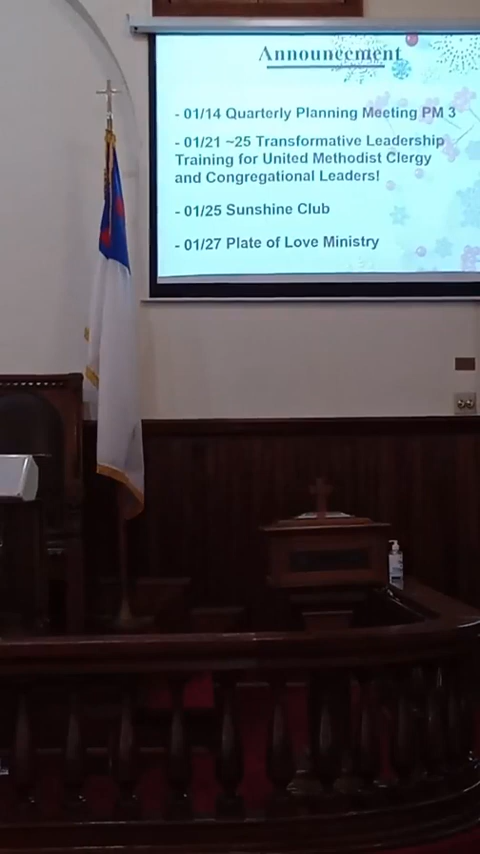 Announcement
- 01/14 Quarterly Planning Meeting PM 3
- 01/21 ~25 Transformative Leadership
Training for United Methodist Clergy
and Congregational Leaders!
- 01/25 Sunshine Club
- 01/27 Plate of Love Ministry